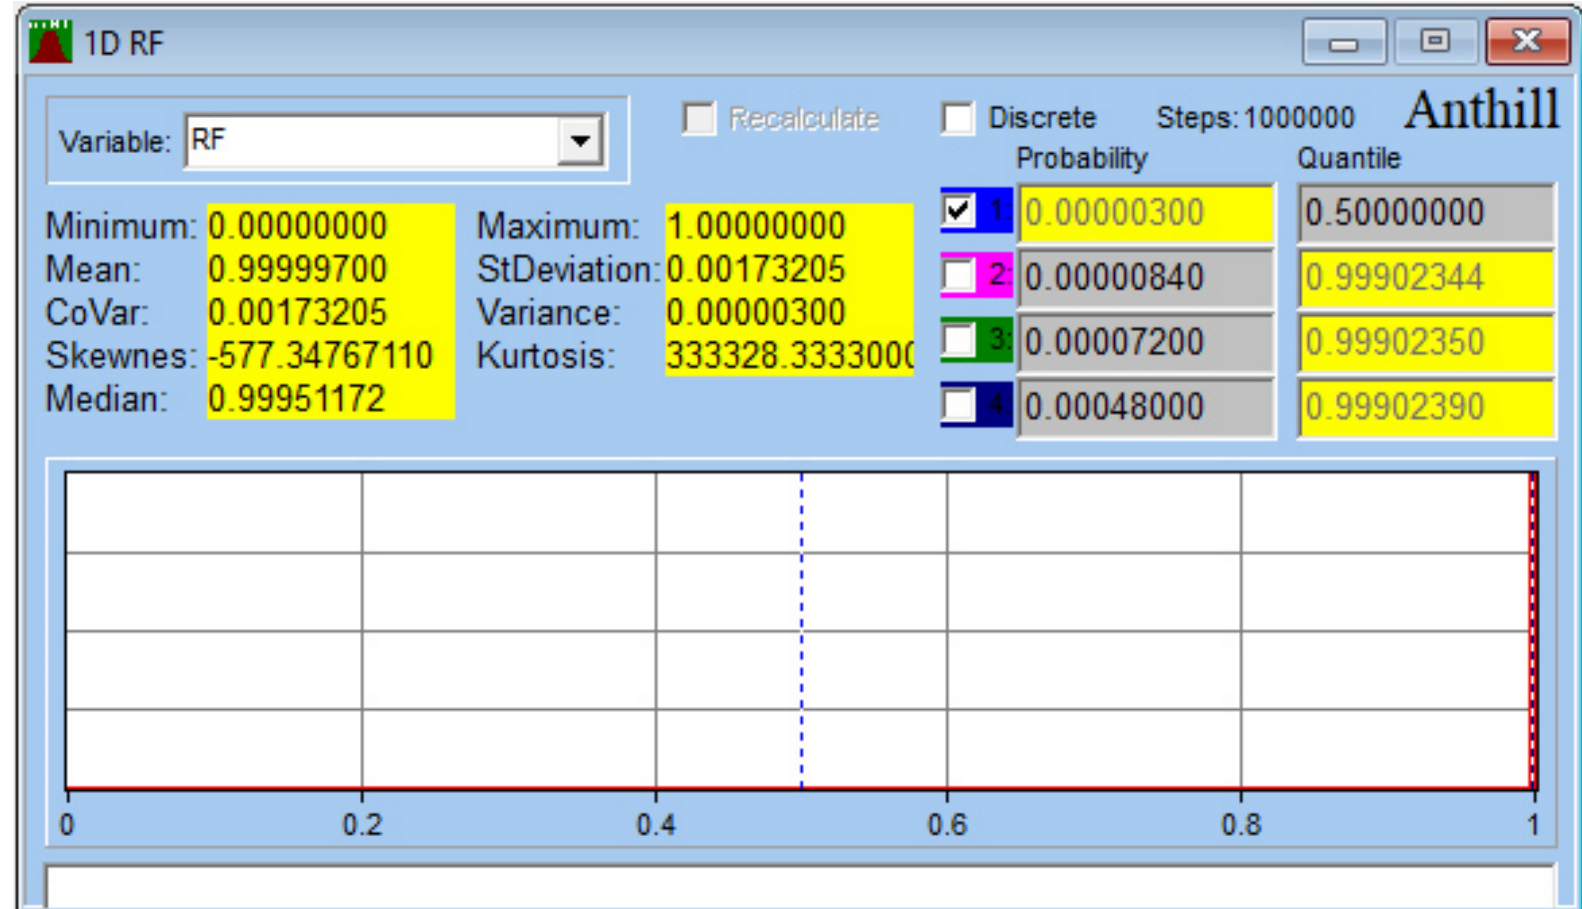 1D RF
Variable: RF
Recalculate
Discrete Steps:1000000 Anthill
Probability Quantile
Minimum: 0.00000000 Maximum: 1.00000000
Mean: 0.99999700 StDeviation: 0.00173205
CoVar: 0.00173205 Variance: 0.00000300
Skewnes: -577.34767110 Kurtosis: 333328.3333000
Median: 0.99951172
1: 0.00000300 0.50000000
2: 0.00000840 0.99902344
3: 0.00007200 0.99902350
4: 0.00048000 0.99902390
0 0.2 0.4 0.6 0.8 1